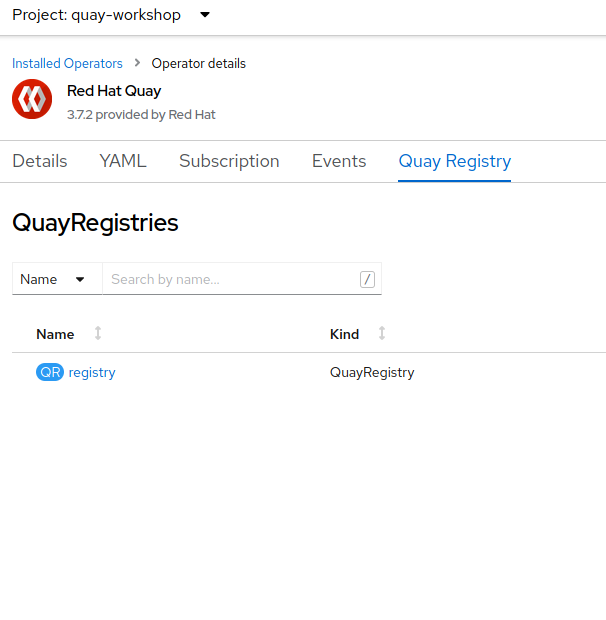 Project: quay-workshop
Installed Operators > Operator details
Red Hat Quay
3.7.2 provided by Red Hat
Details YAML Subscription Events Quay Registry
QuayRegistries
Name Search by name... /
Name Kind
QR registry QuayRegistry